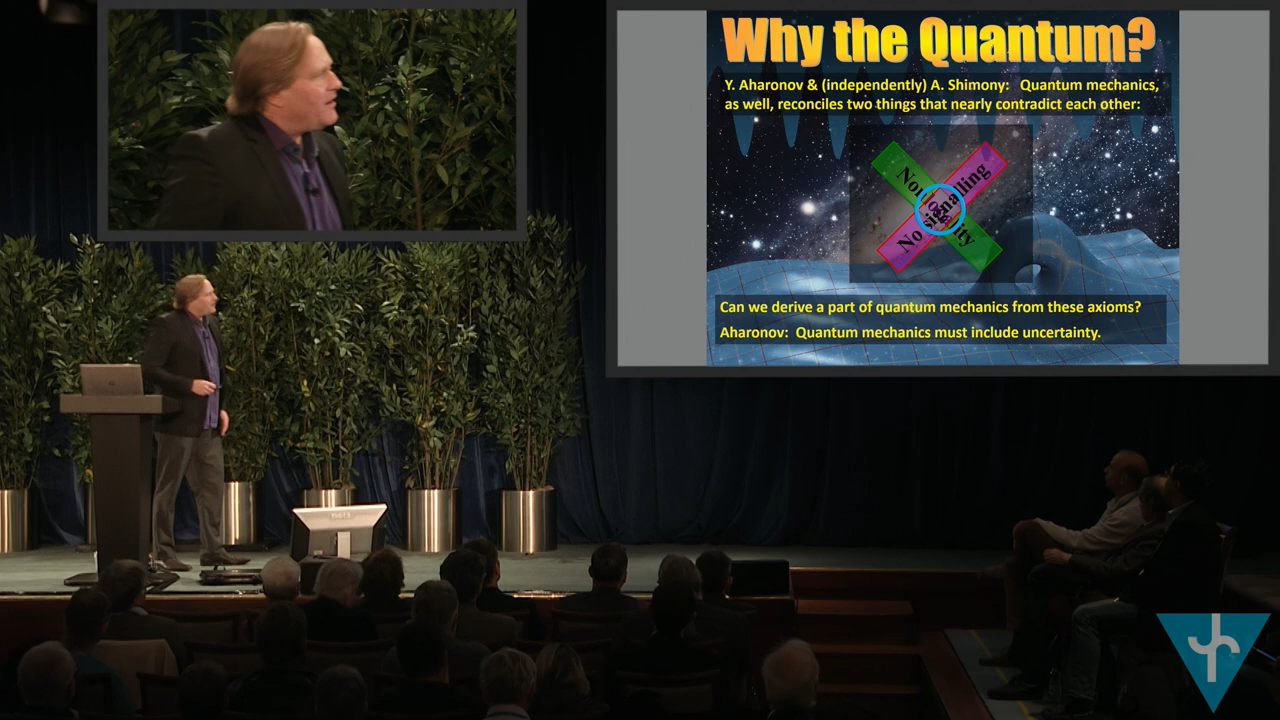 Why the Quantum?
Y. Aharonov & (independently) A. Shimony: Quantum mechanics,
as well, reconciles two things that nearly contradict each other:
No signalling
Can we derive a part of quantum mechanics from these axioms?
Aharonov: Quantum mechanics must include uncertainty.